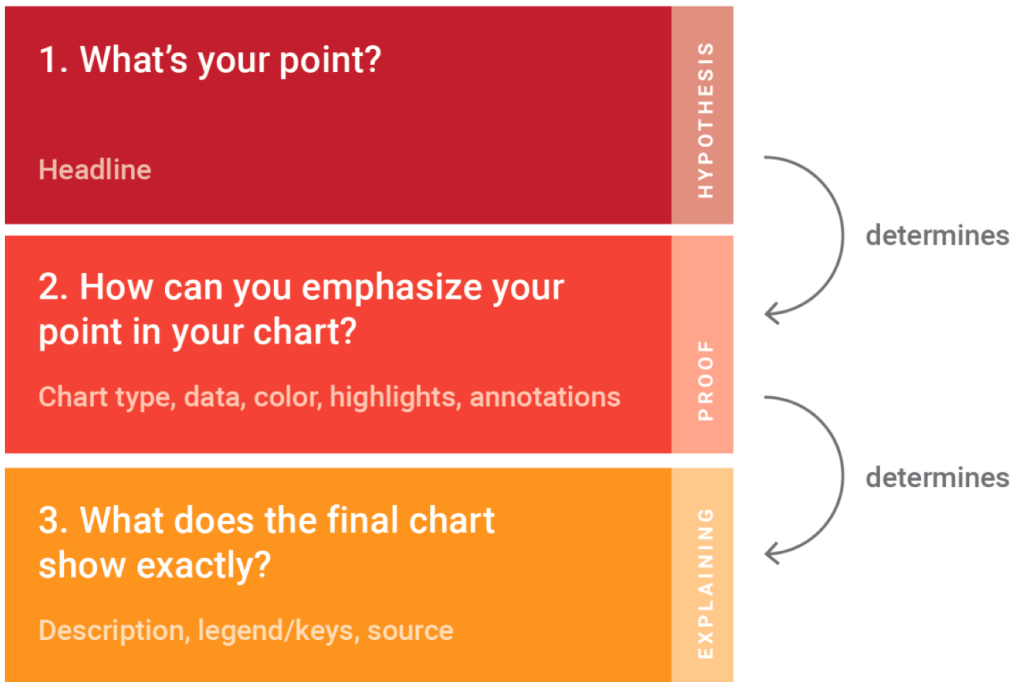 1. What’s your point?
Headline
HYPOTHESIS
determines
2. How can you emphasize your
point in your chart?
Chart type, data, color, highlights, annotations
PROOF
determines
3. What does the final chart
show exactly?
Description, legend/keys, source
EXPLAINING